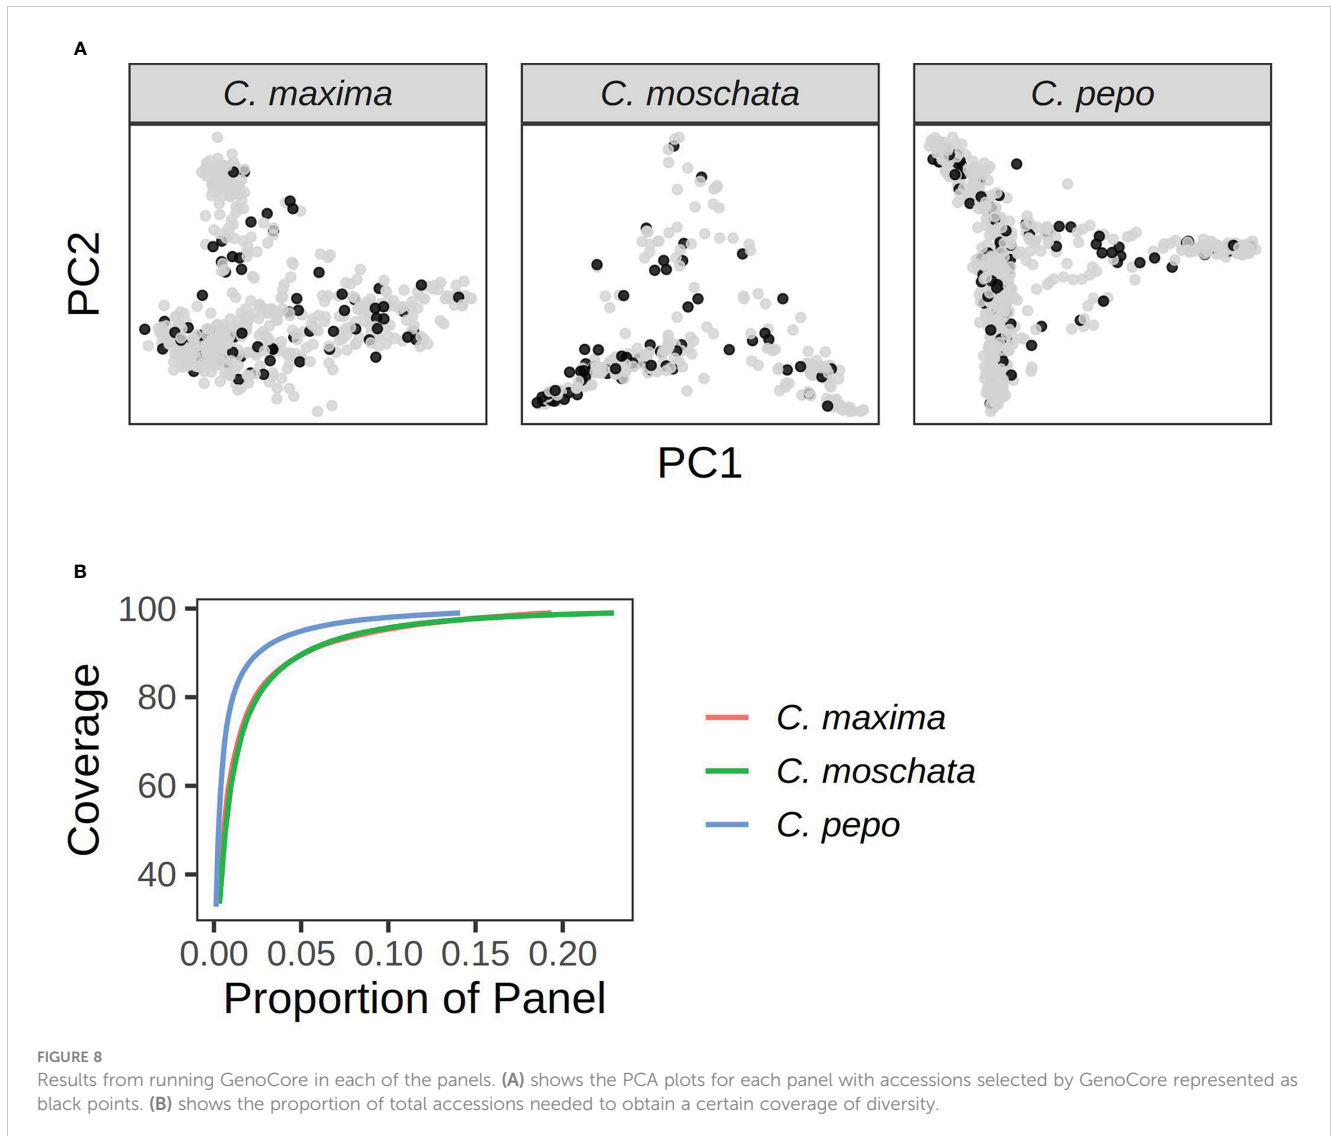 A
C. maxima
C. moschata
C. pepo
PC2
PC1
B
100
80
60
40
Coverage
0.00 0.05 0.10 0.15 0.20
Proportion of Panel
C. maxima
C. moschata
C. pepo
FIGURE 8
Results from running GenoCore in each of the panels. (A) shows the PCA plots for each panel with accessions selected by GenoCore represented as
black points. (B) shows the proportion of total accessions needed to obtain a certain coverage of diversity.